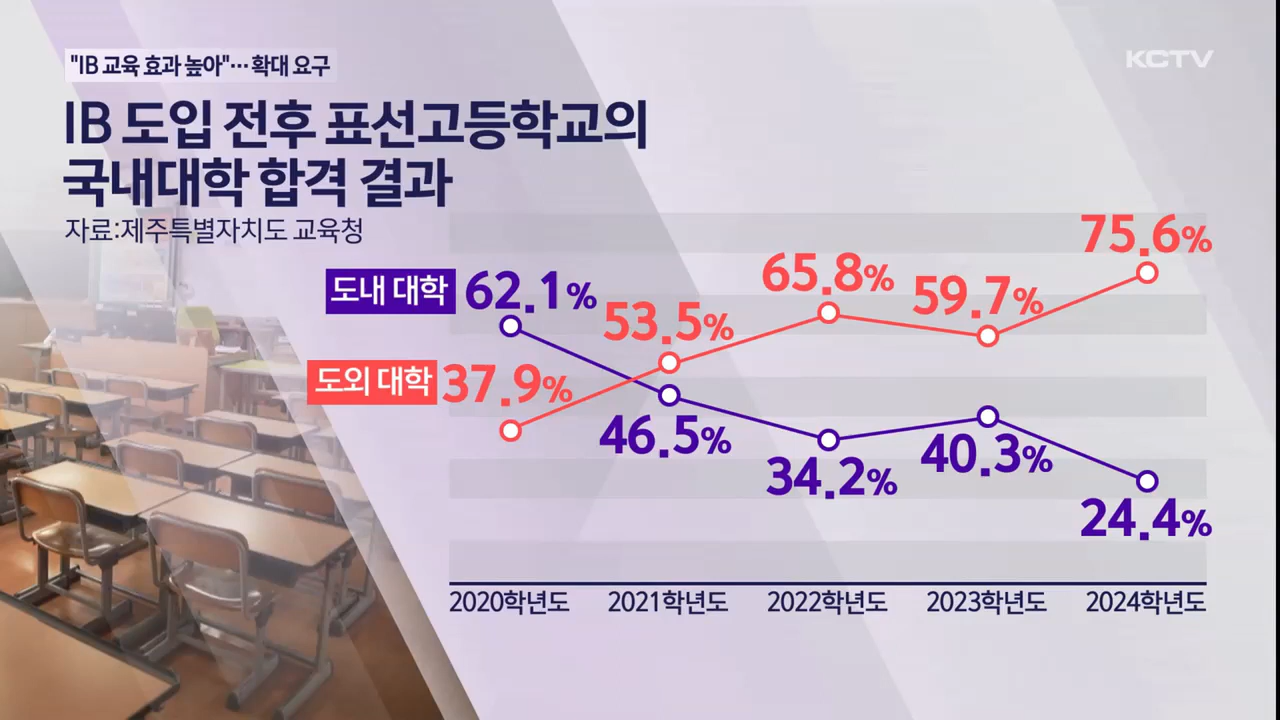 "IB 교육 효과 높아"… 확대 요구
KCTV
IB 도입 전후 표선고등학교의
국내대학 합격 결과
자료:제주특별자치도 교육청
도내 대학 62.1% 46.5% 34.2% 40.3% 24.4%
도외 대학 37.9% 53.5% 65.8% 59.7% 75.6%
2020학년도 2021학년도 2022학년도 2023학년도 2024학년도